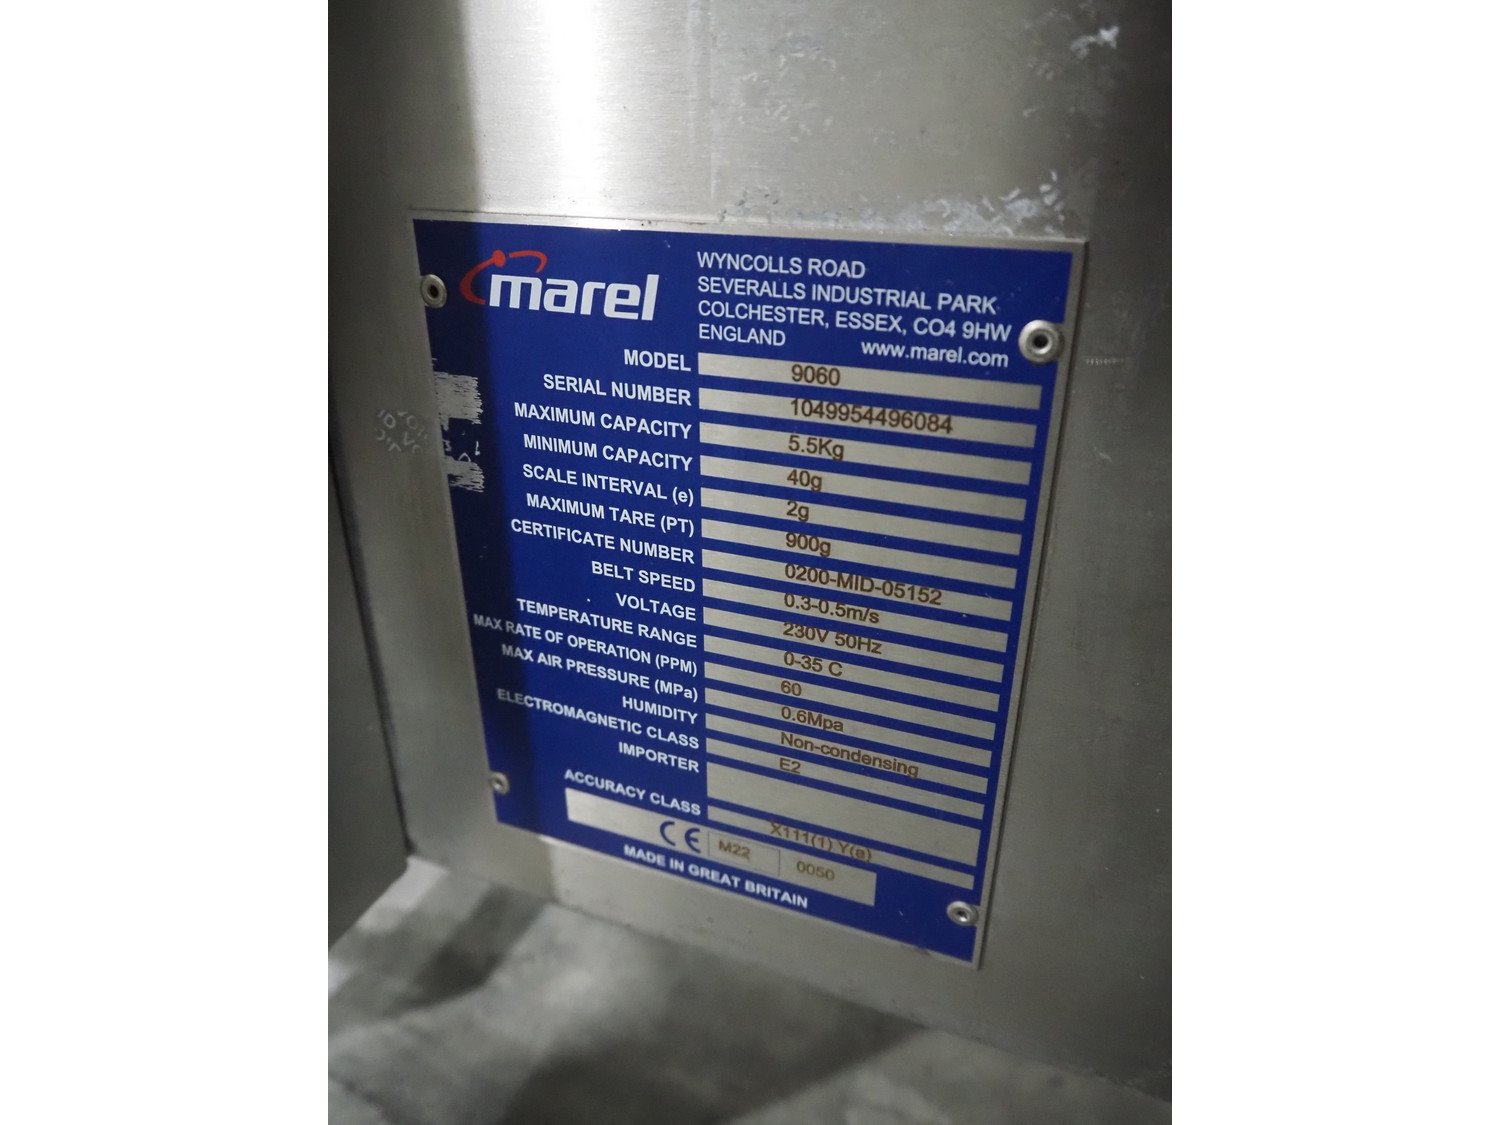 marel
WYNCOLLS ROAD
SEVERALLS INDUSTRIAL PARK
COLCHESTER, ESSEX, CO4 9HW
ENGLAND www.marel.com
MODEL 9060
SERIAL NUMBER 1049954496084
MAXIMUM CAPACITY 5.5Kg
MINIMUM CAPACITY 40g
SCALE INTERVAL (e) 2g
MAXIMUM TARE (PT) 900g
CERTIFICATE NUMBER 0200-MID-05152
BELT SPEED 0.3-0.5m/s
VOLTAGE 230V 50Hz
TEMPERATURE RANGE 0-35 C
MAX RATE OF OPERATION (PPM) 60
MAX AIR PRESSURE (MPa) 0.6Mpa
HUMIDITY Non-condensing
ELECTROMAGNETIC CLASS E2
IMPORTER
ACCURACY CLASS X111(1) Y(a)
CE M22 0050
MADE IN GREAT BRITAIN